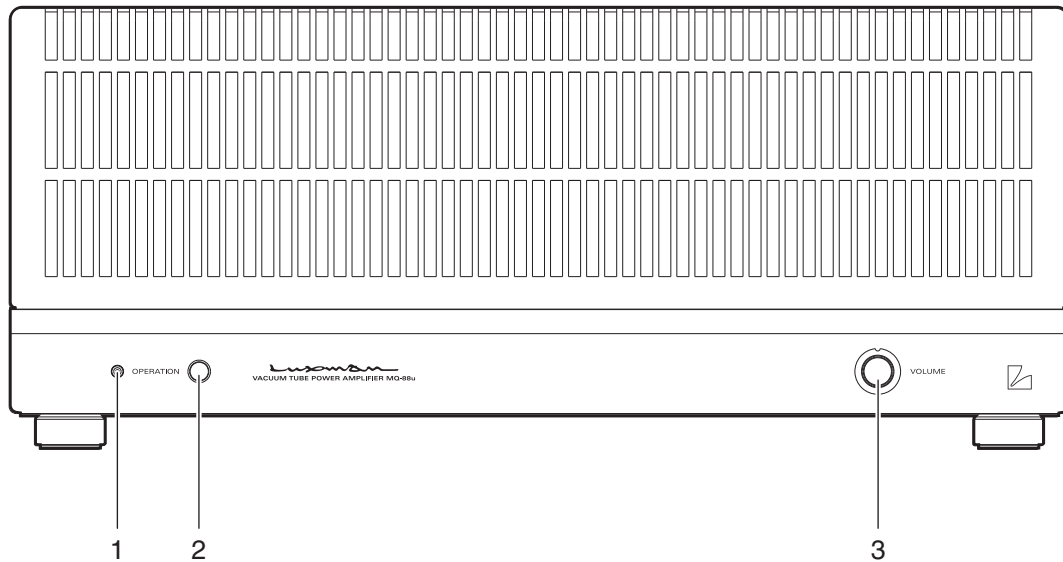 OPERATION
Luxman
VACUUM TUBE POWER AMPLIFIER MQ-88u
VOLUME
1
2
3